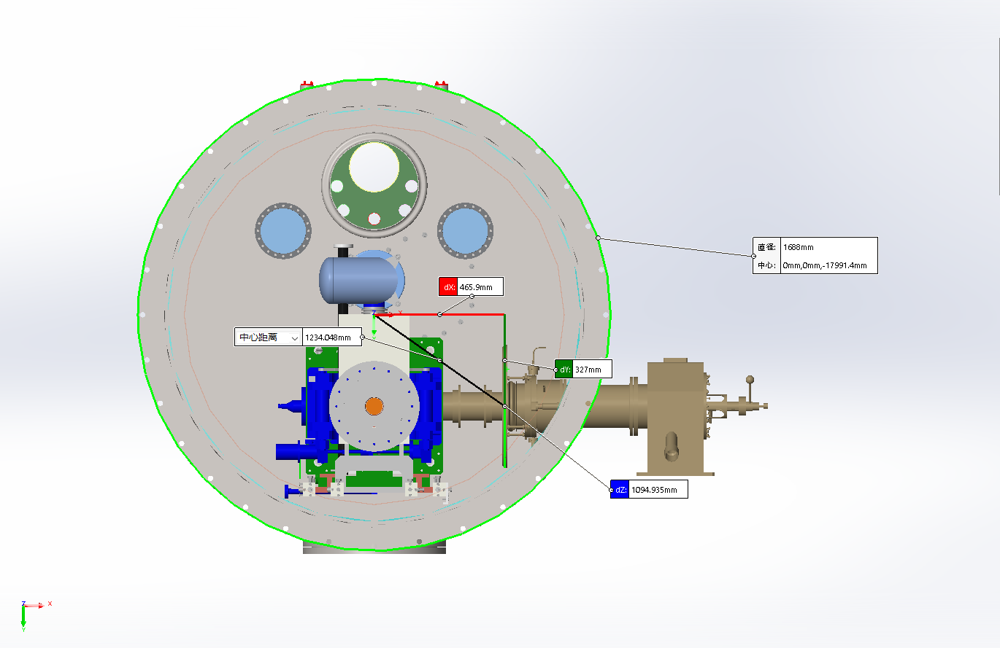 直径: 1688mm
中心: 0mm,0mm,-17991.4mm
dX: 465.9mm
Z X
Y
中心距离 1234.048mm
dY: 327mm
dZ: 1094.935mm
Z X
Y